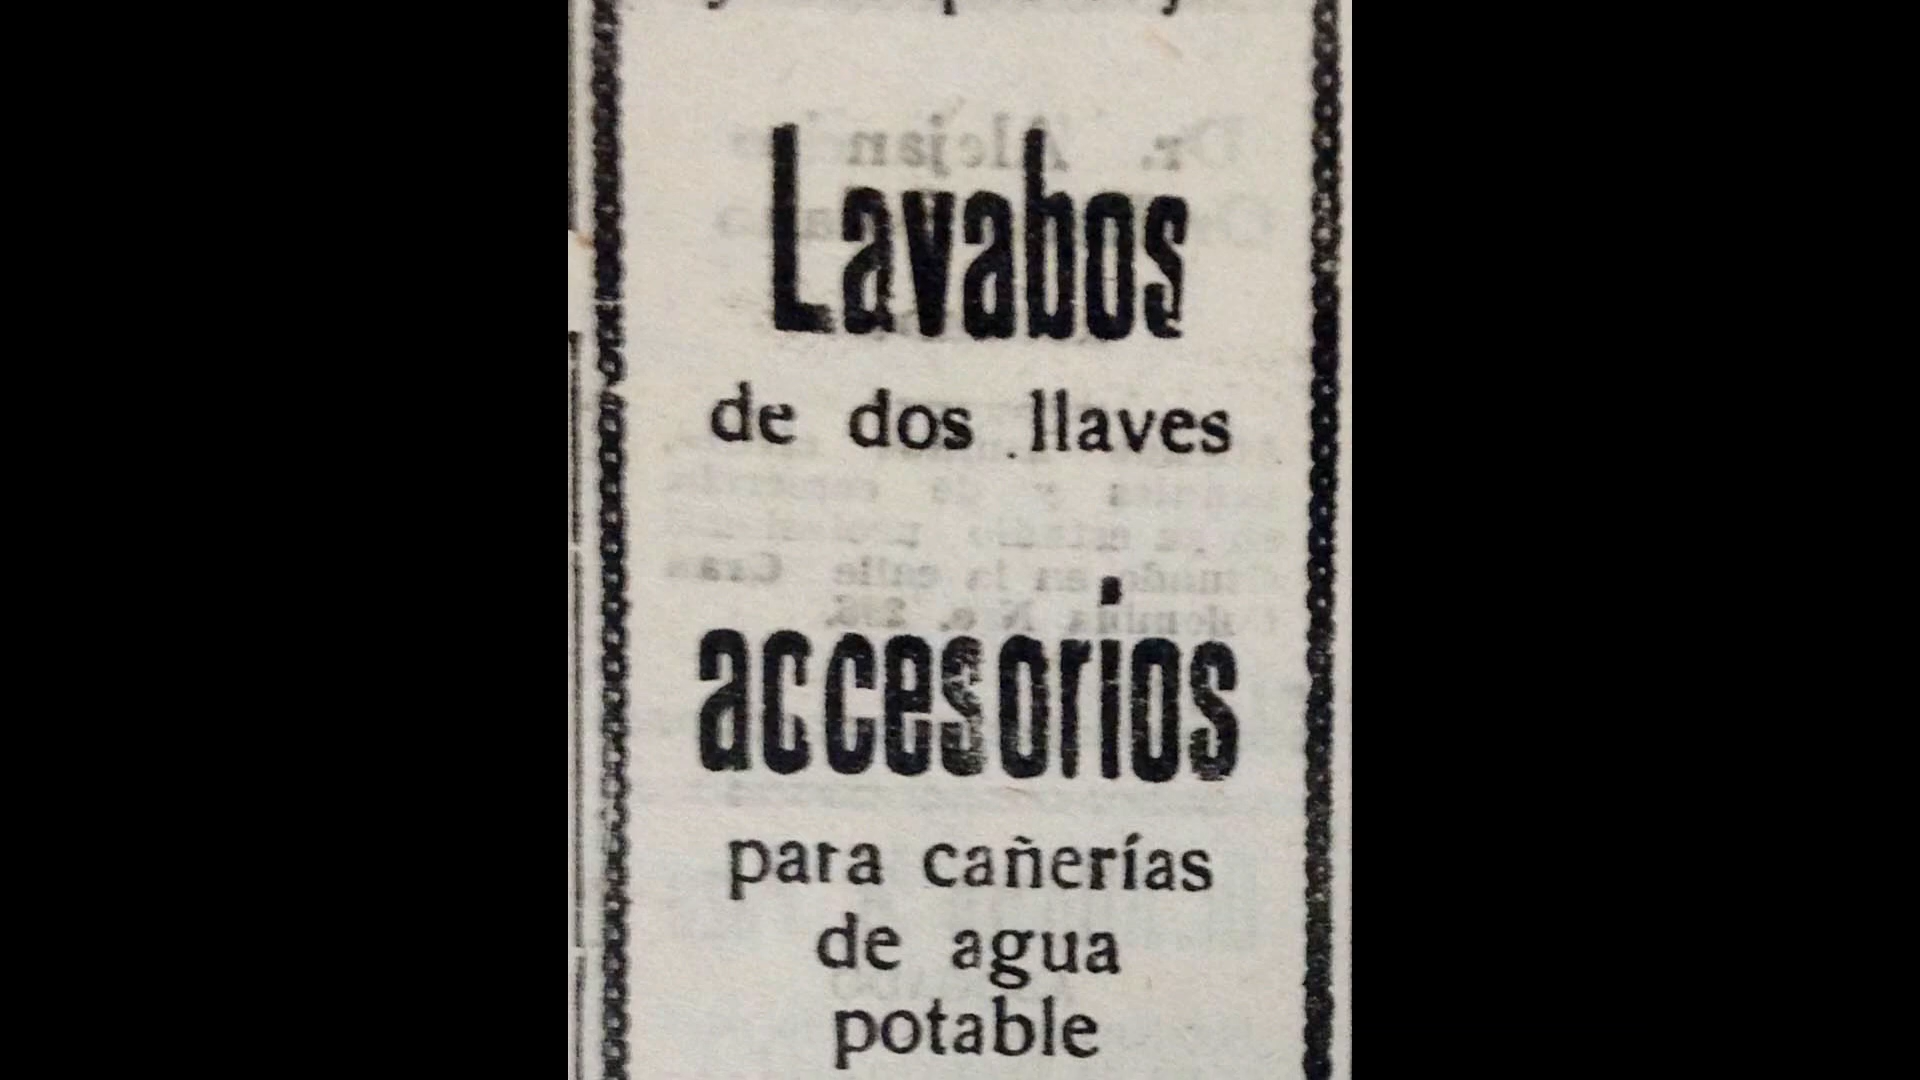 Lavabos
de dos llaves
accesorios
para cañerías
de agua
potable